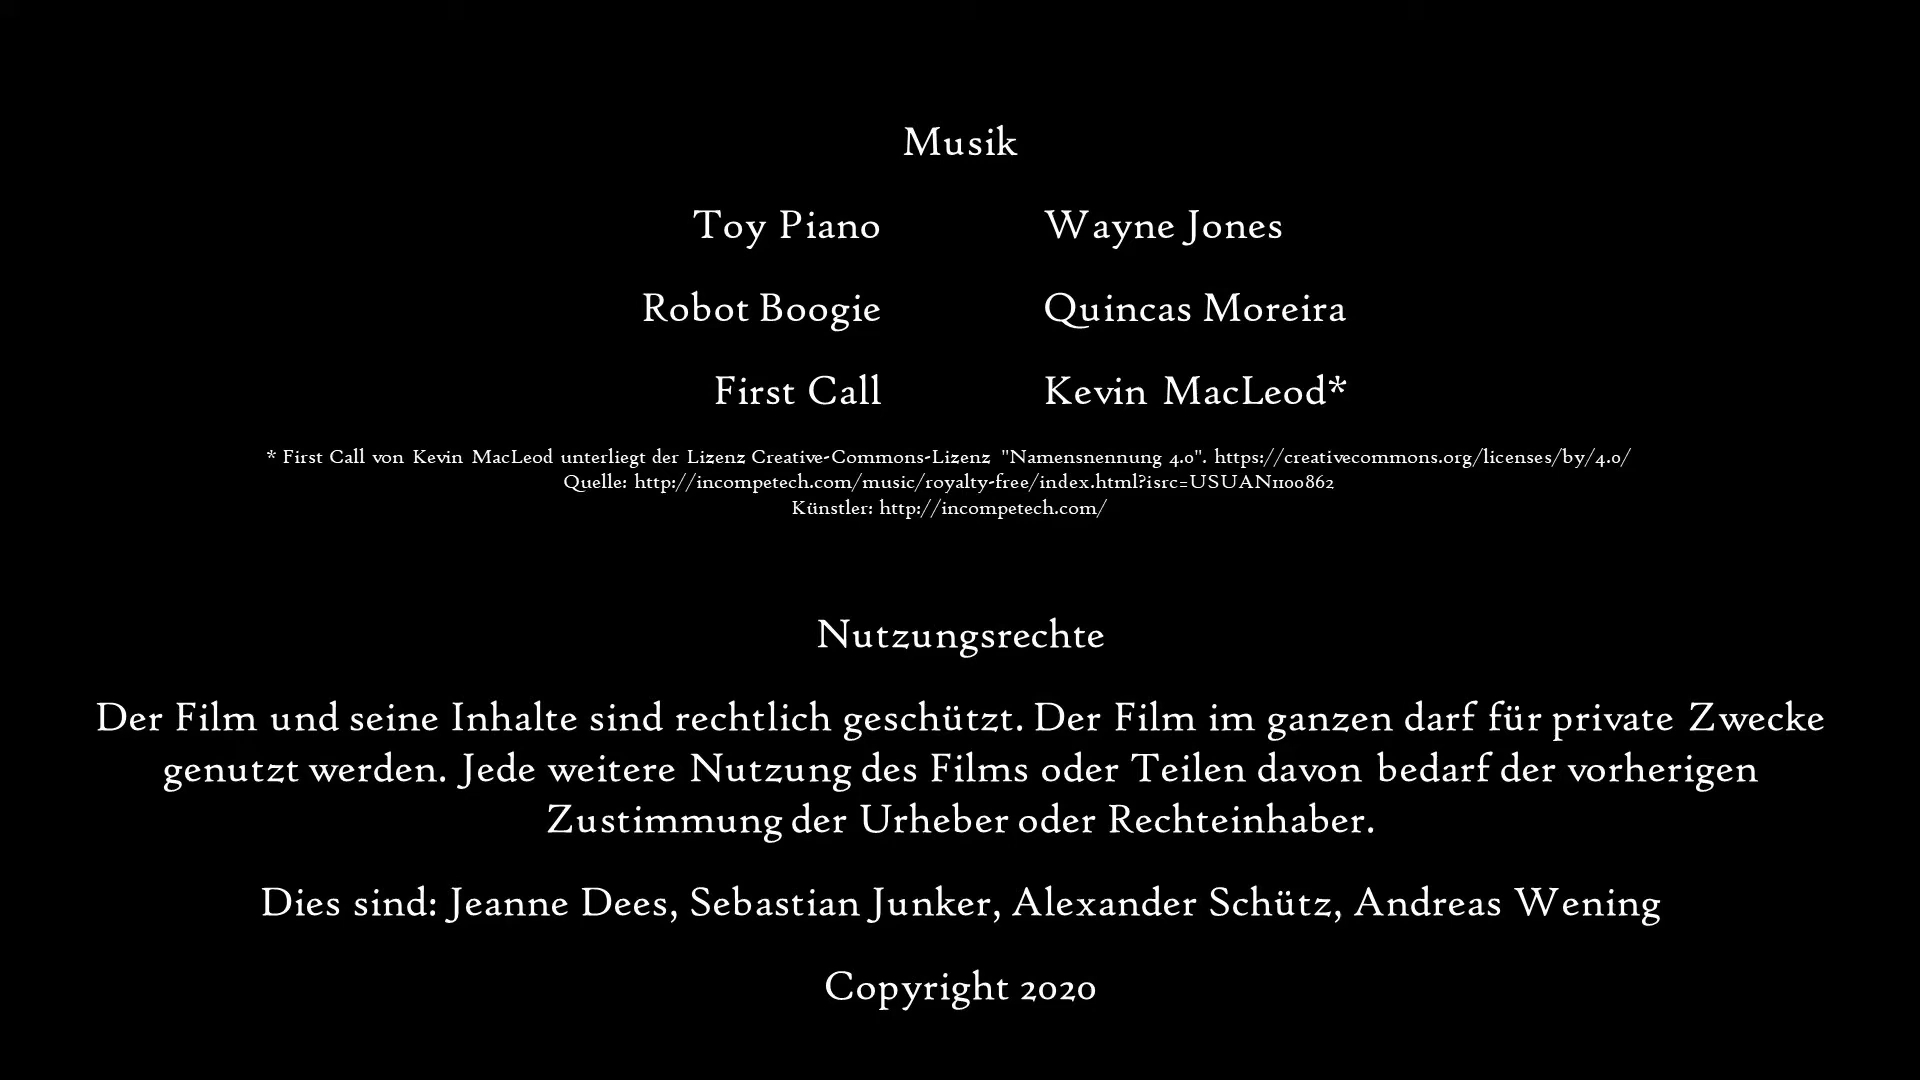 Musik
Toy Piano Wayne Jones
Robot Boogie Quincas Moreira
First Call Kevin MacLeod*
* First Call von Kevin MacLeod unterliegt der Lizenz Creative-Commons-Lizenz "Namensnennung 4.0". https://creativecommons.org/licenses/by/4.0/
Quelle: http://incompetech.com/music/royalty-free/index.html?isrc=USUAN1100862
Künstler: http://incompetech.com/
Nutzungsrechte
Der Film und seine Inhalte sind rechtlich geschützt. Der Film im ganzen darf für private Zwecke
genutzt werden. Jede weitere Nutzung des Films oder Teilen davon bedarf der vorherigen
Zustimmung der Urheber oder Rechteinhaber.
Dies sind: Jeanne Dees, Sebastian Junker, Alexander Schütz, Andreas Wening
Copyright 2020